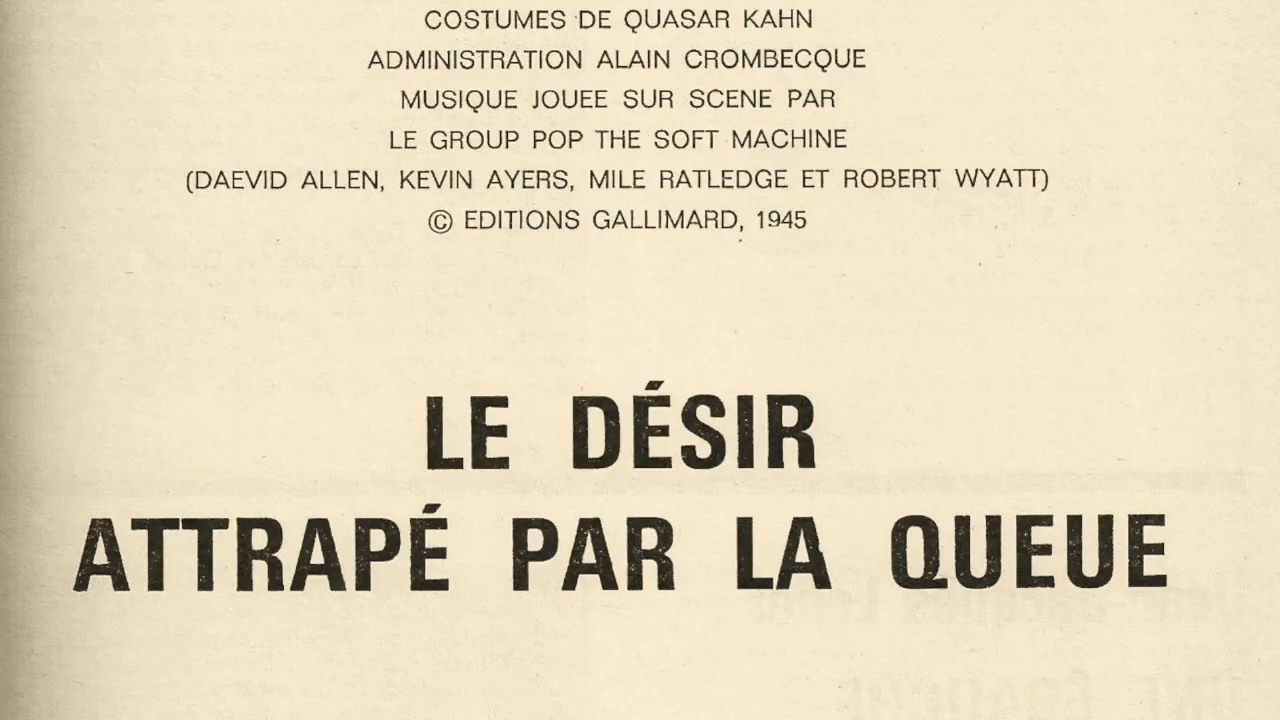 COSTUMES DE QUASAR KAHN
ADMINISTRATION ALAIN CROMBECQUE
MUSIQUE JOUEE SUR SCENE PAR
LE GROUP POP THE SOFT MACHINE
(DAEVID ALLEN, KEVIN AYERS, MILE RATLEDGE ET ROBERT WYATT)
© EDITIONS GALLIMARD, 1945
LE DÉSIR
ATTRAPÉ PAR LA QUEUE